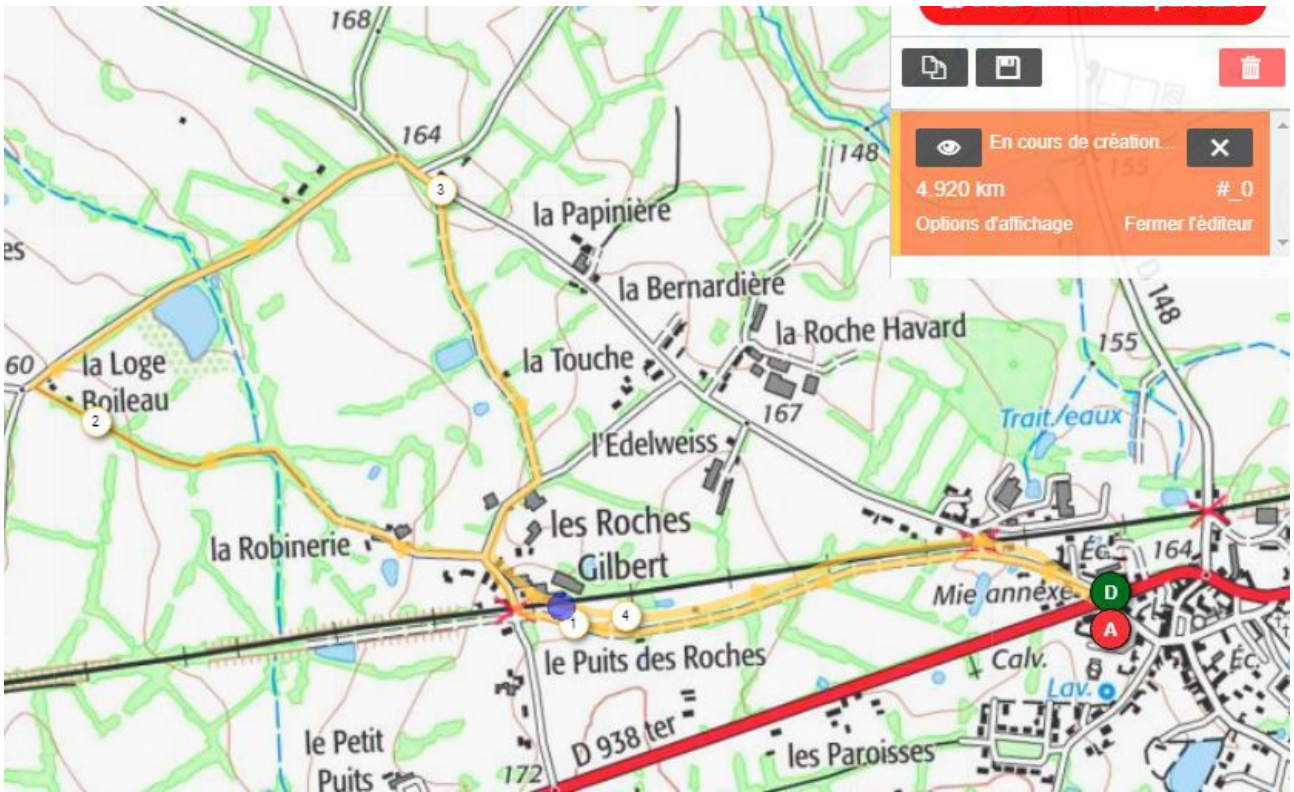 168
164
3
148
En cours de création...
155
4.920 km
#_0
Options d'affichage
Fermer l'éditeur
la Papinière
es
la Bernardière
D 148
la Roche Havard
155
60
la Loge
Boileau
la Touche
2
167
Trait. eaux
l'Edelweiss
les Roches
Gilbert
la Robinerie
Éc.
164
Mie annexe
D
1
4
A
le Puits des Roches
Calv.
Éc.
Lav.
D 938 ter
le Petit
Puits
172
les Paroisses